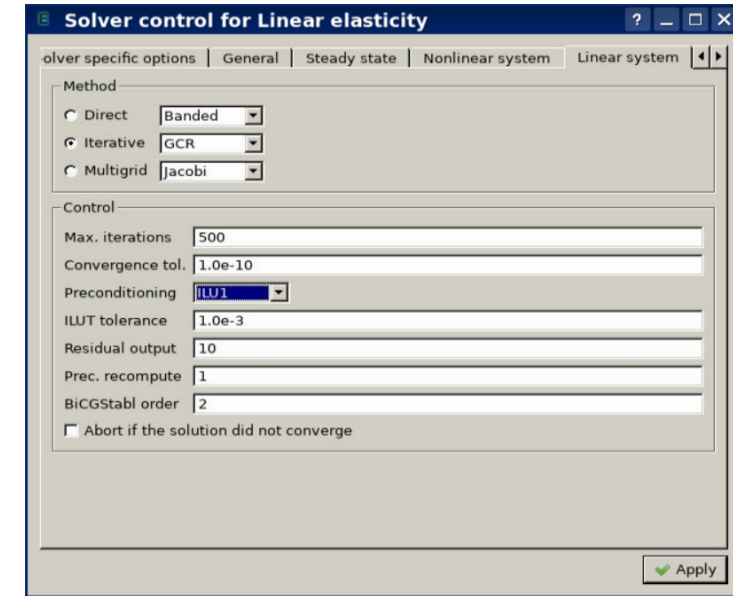 Solver control for Linear elasticity
olver specific options General Steady state Nonlinear system Linear system
Method
Direct Banded
Iterative GCR
Multigrid Jacobi
Control
Max. iterations 500
Convergence tol. 1.0e-10
Preconditioning ILU1
ILUT tolerance 1.0e-3
Residual output 10
Prec. recompute 1
BiCGStabl order 2
Abort if the solution did not converge
Apply